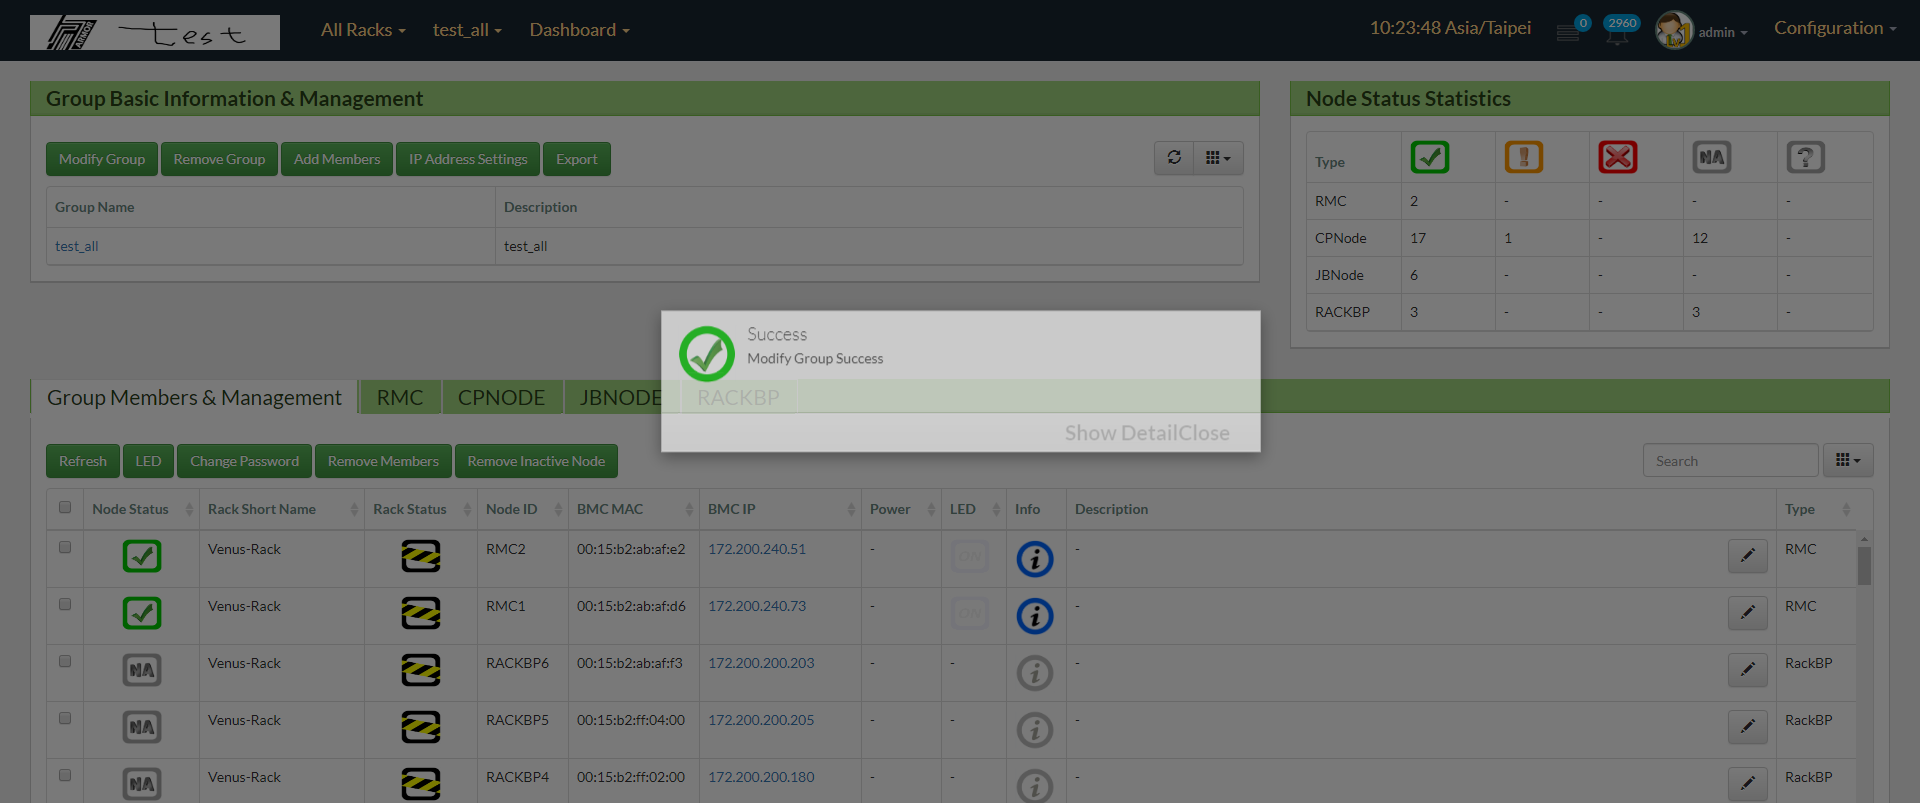 ARMOR test All Racks test_all Dashboard 10:23:48 Asia/Taipei 0 2960 admin Configuration
Group Basic Information & Management
Modify Group Remove Group Add Members IP Address Settings Export
Group Name Description
test_all test_all
Node Status Statistics
Type ! NA ?
RMC 2 - - - -
CPNode 17 1 - 12 -
JBNode 6 - - - -
RACKBP 3 - - 3 -
Success
Modify Group Success
Show Detail Close
Group Members & Management RMC CPNODE JBNODE RACKBP
Refresh LED Change Password Remove Members Remove Inactive Node Search
Node Status Rack Short Name Rack Status Node ID BMC MAC BMC IP Power LED Info Description Type
Venus-Rack RMC2 00:15:b2:ab:af:e2 172.200.240.51 - ON i - RMC
Venus-Rack RMC1 00:15:b2:ab:af:d6 172.200.240.73 - ON i - RMC
NA Venus-Rack RACKBP6 00:15:b2:ab:af:f3 172.200.200.203 - - i - RackBP
NA Venus-Rack RACKBP5 00:15:b2:ff:04:00 172.200.200.205 - - i - RackBP
NA Venus-Rack RACKBP4 00:15:b2:ff:02:00 172.200.200.180 - - i - RackBP